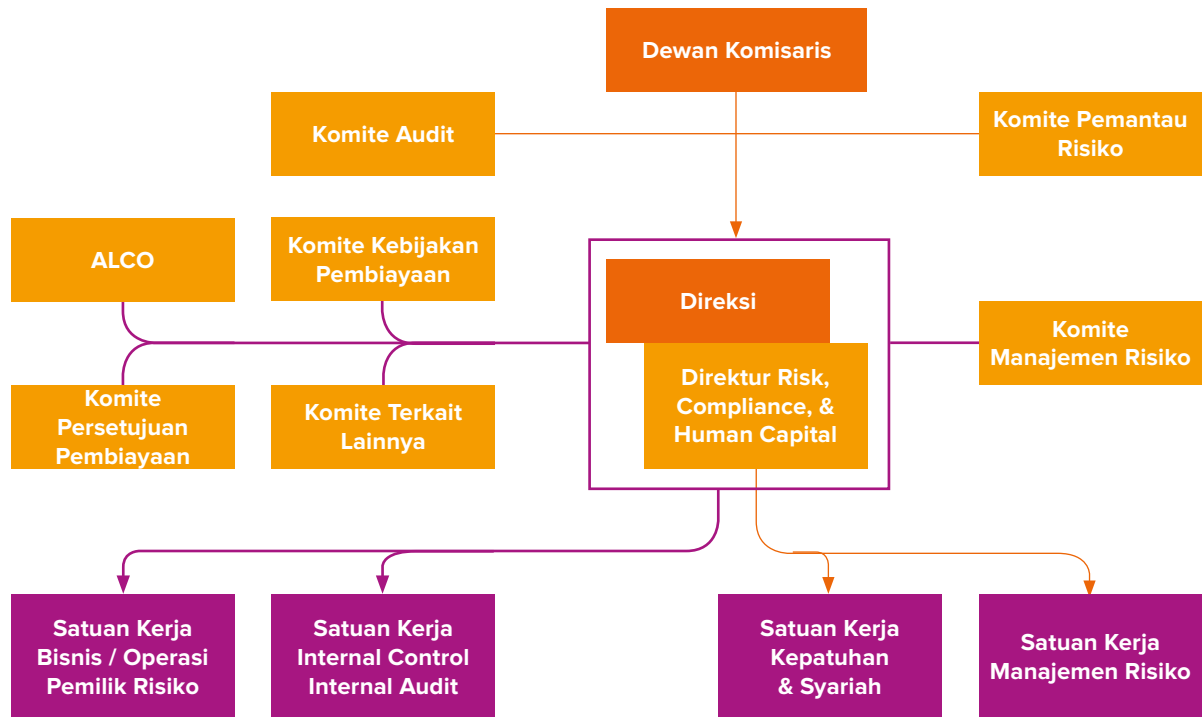 Dewan Komisaris
Komite Audit
Komite Pemantau
Risiko
ALCO
Komite Kebijakan
Pembiayaan
Direksi
Komite
Manajemen Risiko
Komite
Persetujuan
Pembiayaan
Komite Terkait
Lainnya
Direktur Risk,
Compliance, &
Human Capital
Satuan Kerja
Bisnis / Operasi
Pemilik Risiko
Satuan Kerja
Internal Control
Internal Audit
Satuan Kerja
Kepatuhan
& Syariah
Satuan Kerja
Manajemen Risiko